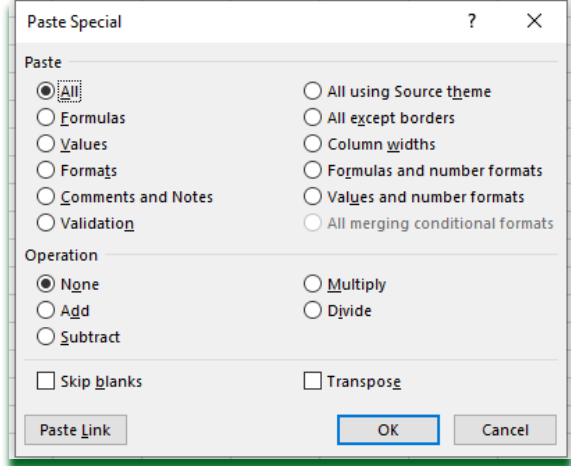 Paste Special ?
Paste
All
All using Source theme
Formulas
All except borders
Values
Column widths
Formats
Formulas and number formats
Comments and Notes
Values and number formats
Validation
All merging conditional formats
Operation
None
Multiply
Add
Divide
Subtract
Skip blanks
Transpose
Paste Link
OK
Cancel